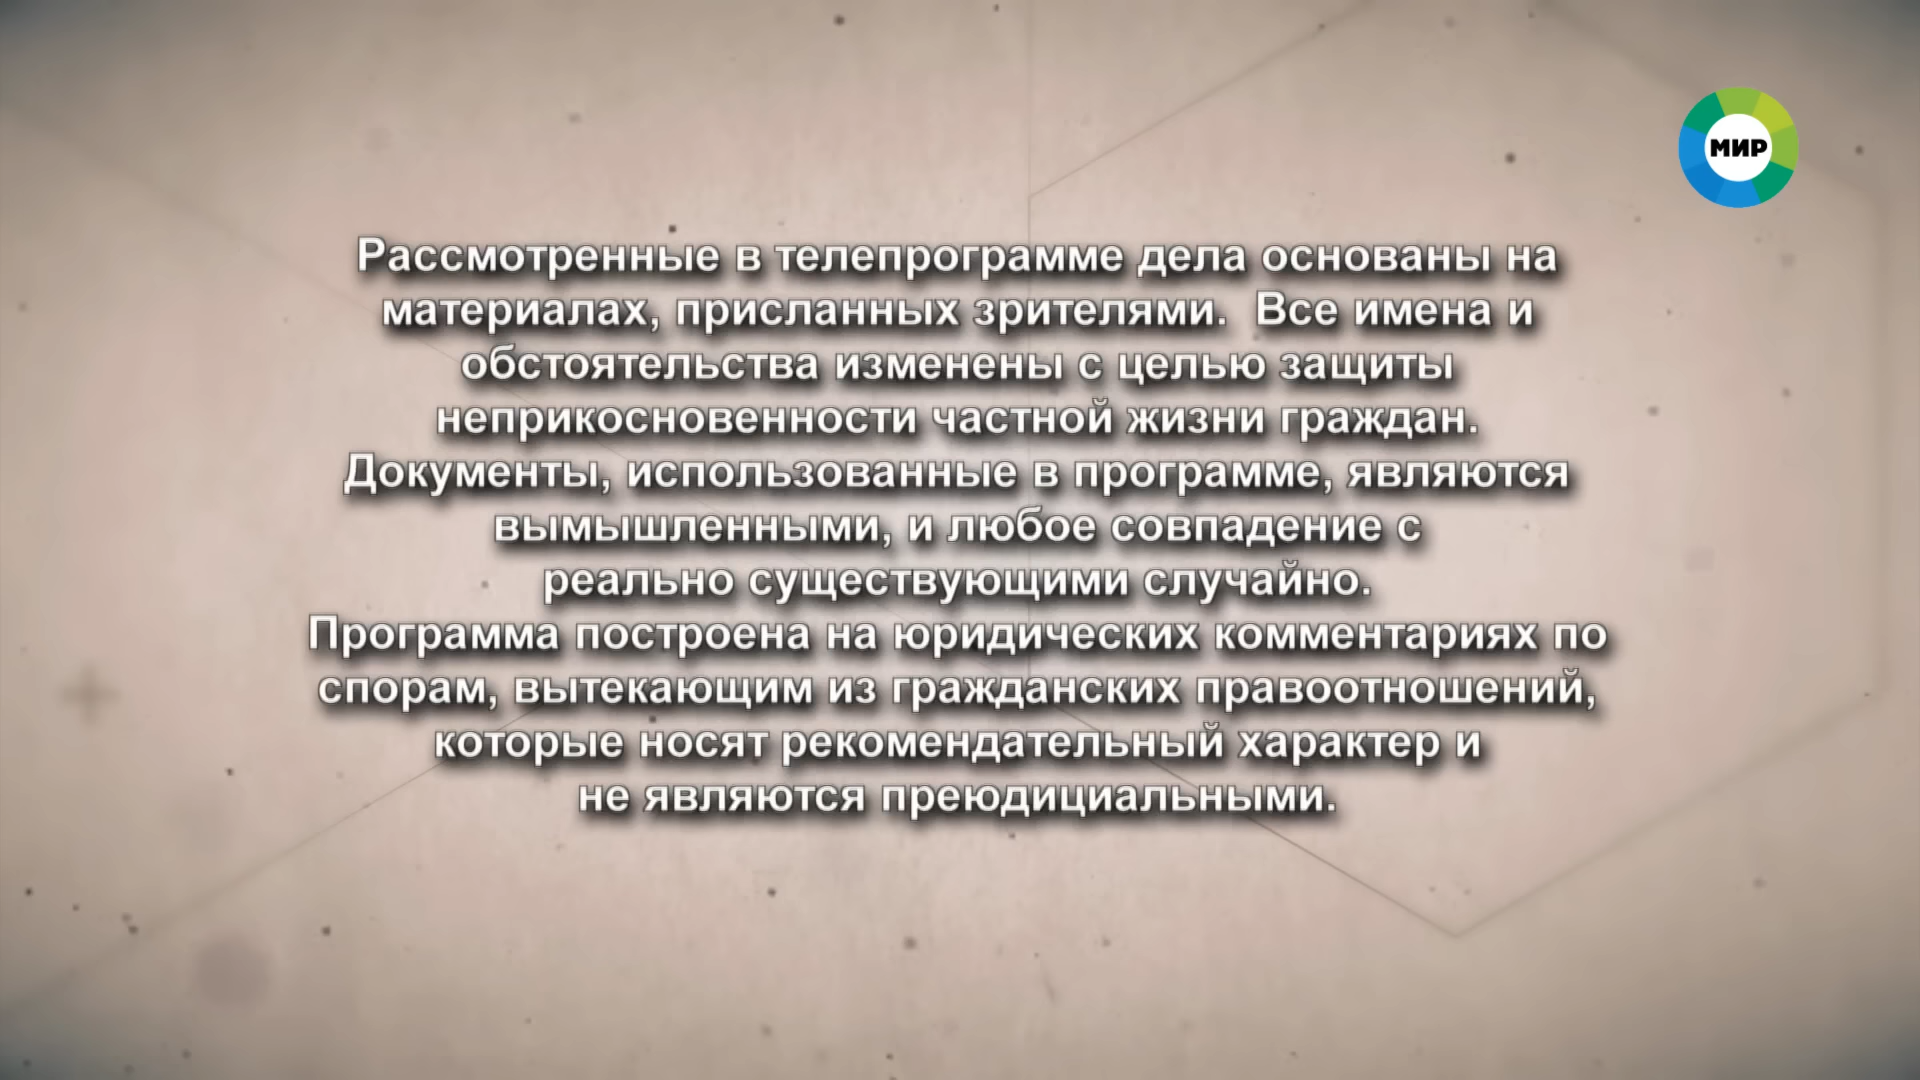 МИР
Рассмотренные в телепрограмме дела основаны на
материалах, присланных зрителями.  Все имена и
обстоятельства изменены с целью защиты
неприкосновенности частной жизни граждан.
Документы, использованные в программе, являются
вымышленными, и любое совпадение с
реально существующими случайно.
Программа построена на юридических комментариях по
спорам, вытекающим из гражданских правоотношений,
которые носят рекомендательный характер и
не являются преюдициальными.